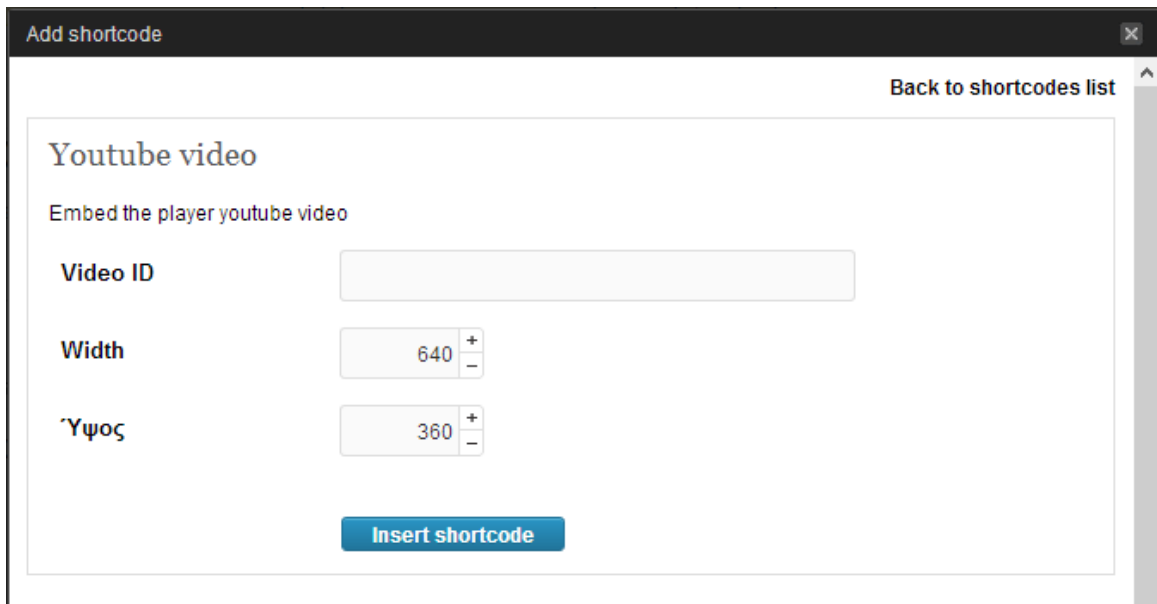 Add shortcode
Back to shortcodes list
Youtube video
Embed the player youtube video
Video ID
Width
640
+
−
Ύψος
360
+
−
Insert shortcode